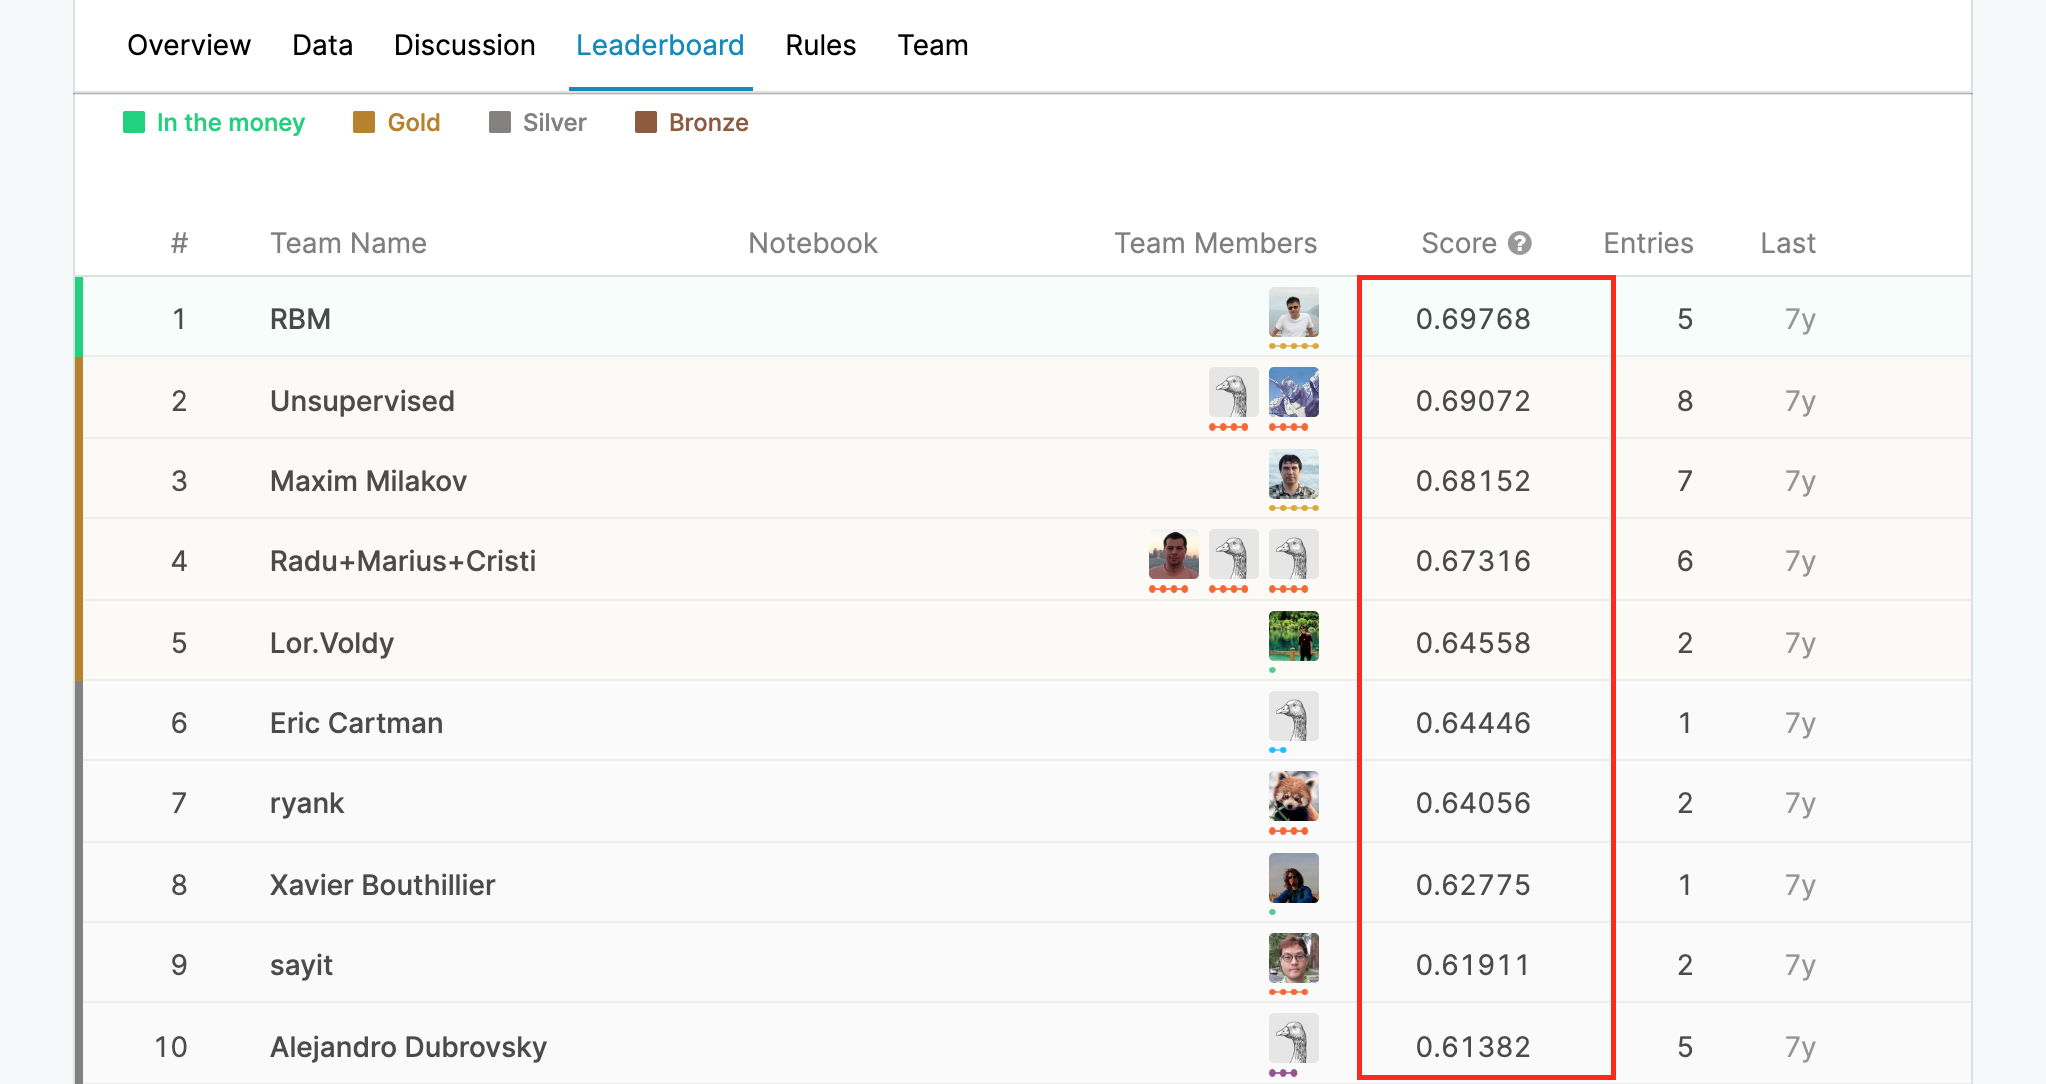 Overview Data Discussion Leaderboard Rules Team
In the money Gold Silver Bronze
# Team Name Notebook Team Members Score ? Entries Last
1 RBM 0.69768 5 7y
2 Unsupervised 0.69072 8 7y
3 Maxim Milakov 0.68152 7 7y
4 Radu+Marius+Cristi 0.67316 6 7y
5 Lor.Voldy 0.64558 2 7y
6 Eric Cartman 0.64446 1 7y
7 ryank 0.64056 2 7y
8 Xavier Bouthillier 0.62775 1 7y
9 sayit 0.61911 2 7y
10 Alejandro Dubrovsky 0.61382 5 7y